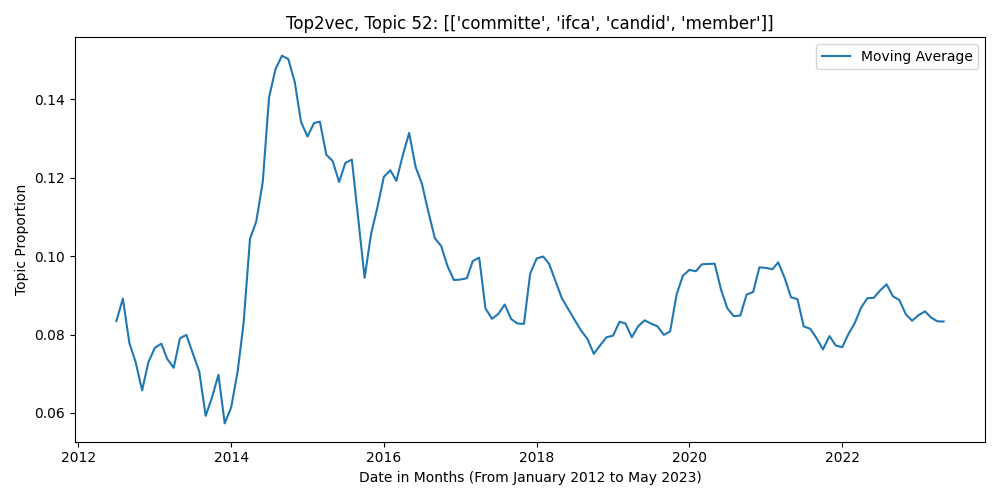 Top2vec, Topic 52: [['committe', 'ifca', 'candid', 'member']]
Moving Average
Topic Proportion
0.14
0.12
0.10
0.08
0.06
2012 2014 2016 2018 2020 2022
Date in Months (From January 2012 to May 2023)